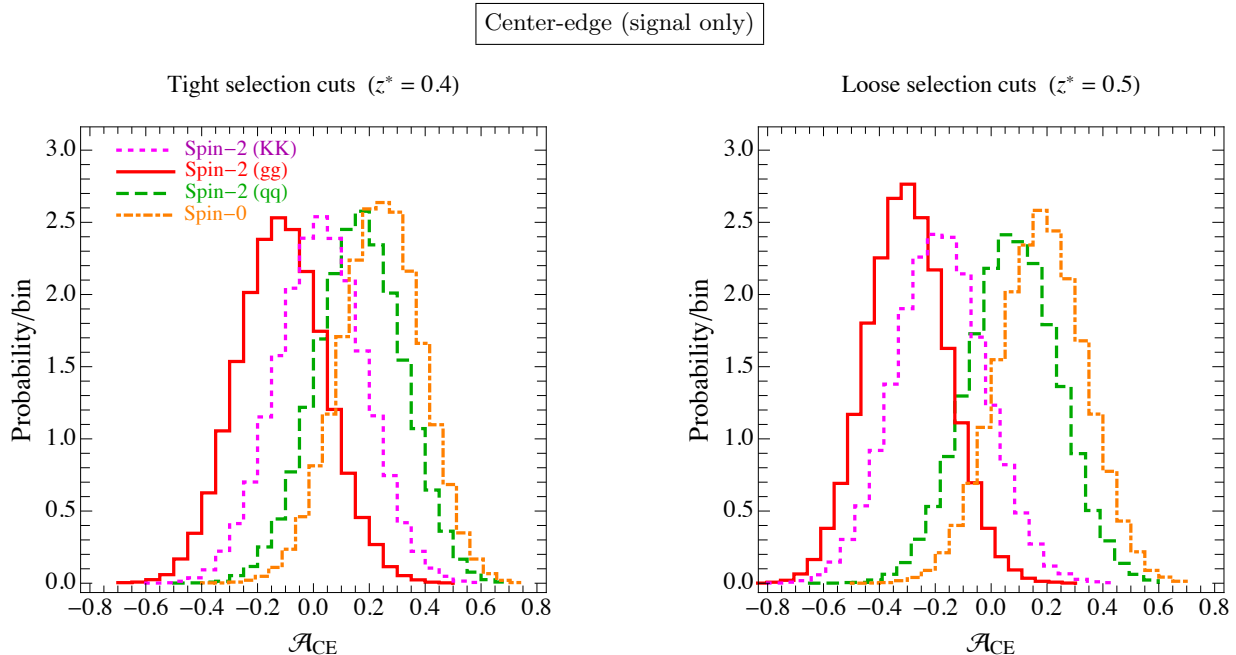 Center-edge (signal only)
Tight selection cuts (z* = 0.4)
3.0
2.5
2.0
1.5
1.0
0.5
0.0
Probability/bin
Spin−2 (KK)
Spin−2 (gg)
Spin−2 (qq)
Spin−0
−0.8 −0.6 −0.4 −0.2 0.0 0.2 0.4 0.6 0.8
𝒜CE
Loose selection cuts (z* = 0.5)
3.0
2.5
2.0
1.5
1.0
0.5
0.0
Probability/bin
−0.8 −0.6 −0.4 −0.2 0.0 0.2 0.4 0.6 0.8
𝒜CE